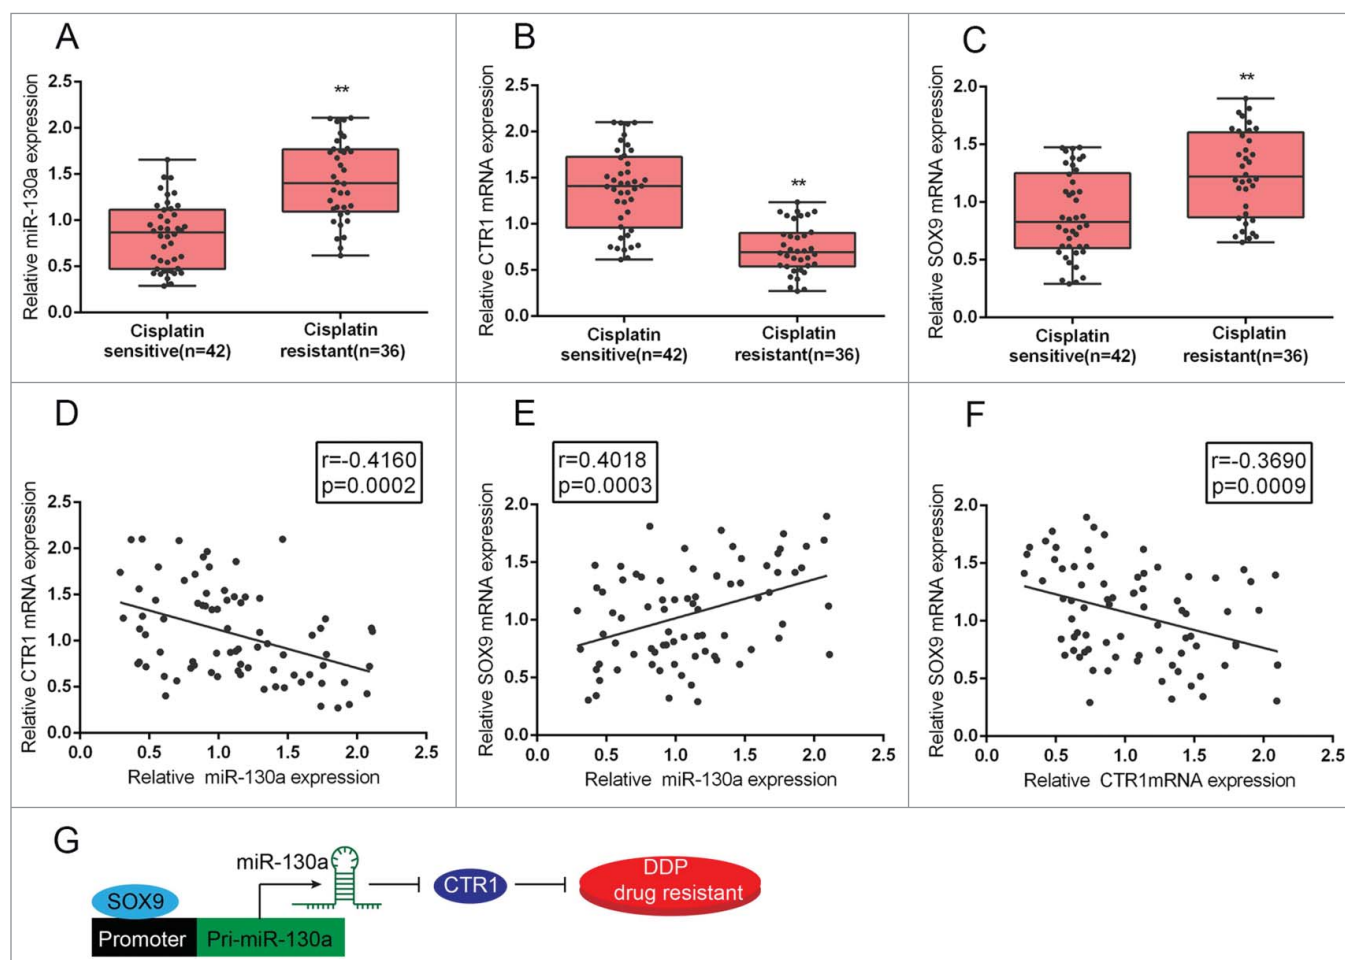 A
Relative miR-130a expression
2.5
2.0
1.5
1.0
0.5
0.0
**
Cisplatin
sensitive(n=42)
Cisplatin
resistant(n=36)
B
Relative CTR1 mRNA expression
2.5
2.0
1.5
1.0
0.5
0.0
**
Cisplatin
sensitive(n=42)
Cisplatin
resistant(n=36)
C
Relative SOX9 mRNA expression
2.0
1.5
1.0
0.5
0.0
**
Cisplatin
sensitive(n=42)
Cisplatin
resistant(n=36)
D
r=-0.4160
p=0.0002
Relative CTR1 mRNA expression
2.5
2.0
1.5
1.0
0.5
0.0
0.0 0.5 1.0 1.5 2.0 2.5
Relative miR-130a expression
E
r=0.4018
p=0.0003
Relative SOX9 mRNA expression
2.0
1.5
1.0
0.5
0.0
0.0 0.5 1.0 1.5 2.0 2.5
Relative miR-130a expression
F
r=-0.3690
p=0.0009
Relative SOX9 mRNA expression
2.0
1.5
1.0
0.5
0.0
0.0 0.5 1.0 1.5 2.0 2.5
Relative CTR1mRNA expression
G
miR-130a
SOX9
Promoter
Pri-miR-130a
CTR1
DDP
drug resistant